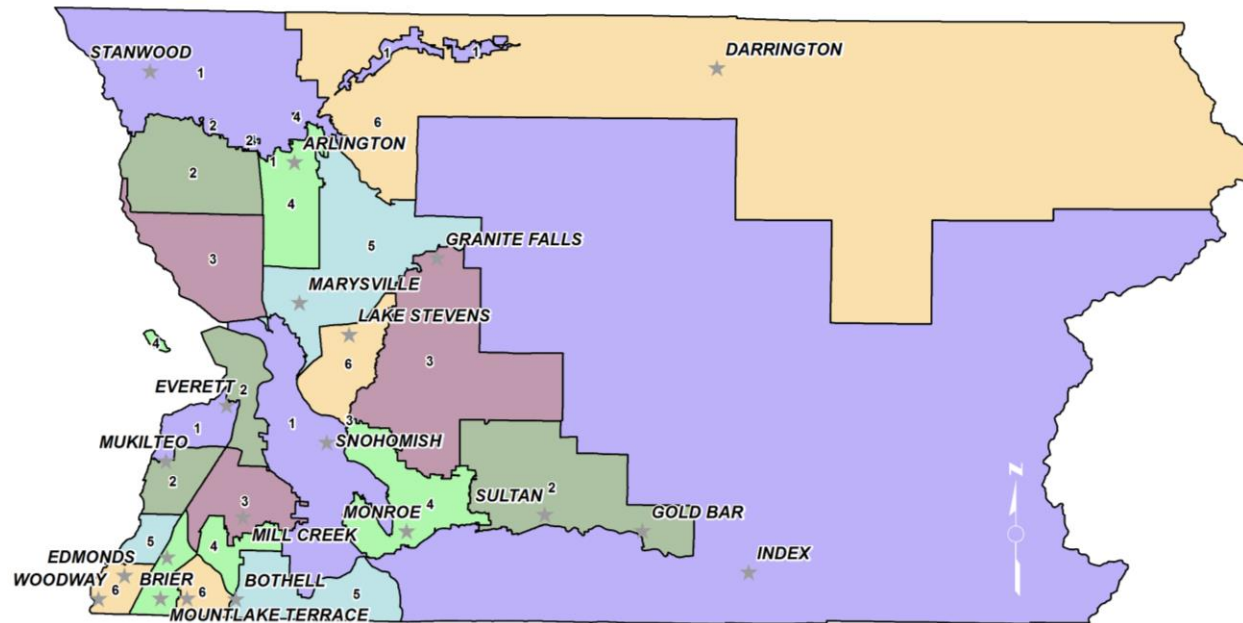 STANWOOD
1
1
1
DARRINGTON
4
2
2
6
ARLINGTON
1
2
4
5
GRANITE FALLS
3
MARYSVILLE
LAKE STEVENS
4
6
3
EVERETT
2
3
1
1
SNOHOMISH
MUKILTEO
2
3
MONROE
4
SULTAN
2
GOLD BAR
MILL CREEK
5
4
EDMONDS
INDEX
WOODWAY
6
BRIER
6
BOTHELL
5
MOUNTLAKE TERRACE
N